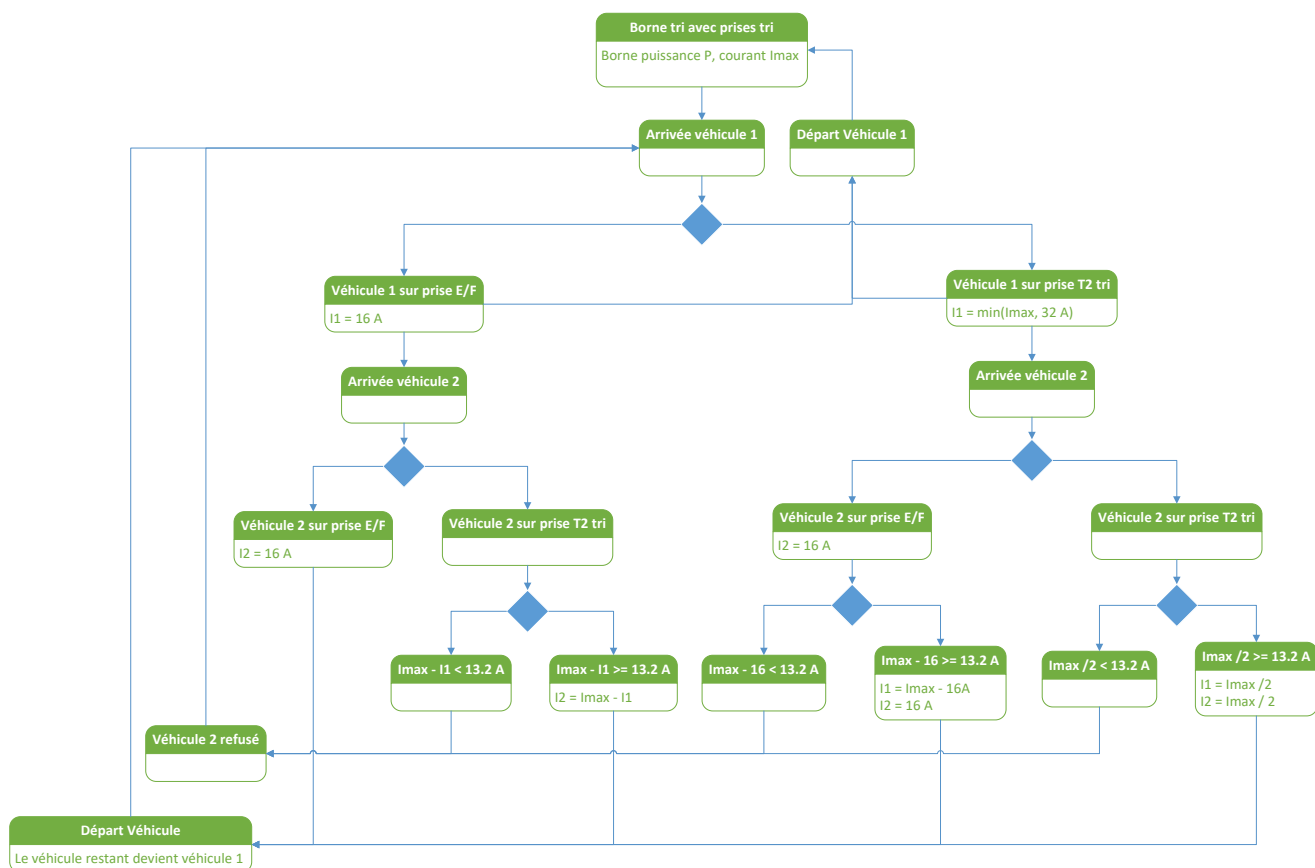 Borne tri avec prises tri
Borne puissance P, courant Imax
Arrivée véhicule 1
Départ Véhicule 1
Véhicule 1 sur prise E/F
I1 = 16 A
Véhicule 1 sur prise T2 tri
I1 = min(Imax, 32 A)
Arrivée véhicule 2
Arrivée véhicule 2
Véhicule 2 sur prise E/F
I2 = 16 A
Véhicule 2 sur prise T2 tri
Véhicule 2 sur prise E/F
I2 = 16 A
Véhicule 2 sur prise T2 tri
Imax - I1 < 13.2 A
Imax - I1 >= 13.2 A
I2 = Imax - I1
Imax - 16 < 13.2 A
Imax - 16 >= 13.2 A
I1 = Imax - 16A
I2 = 16 A
Imax /2 < 13.2 A
Imax /2 >= 13.2 A
I1 = Imax /2
I2 = Imax / 2
Véhicule 2 refusé
Départ Véhicule
Le véhicule restant devient véhicule 1